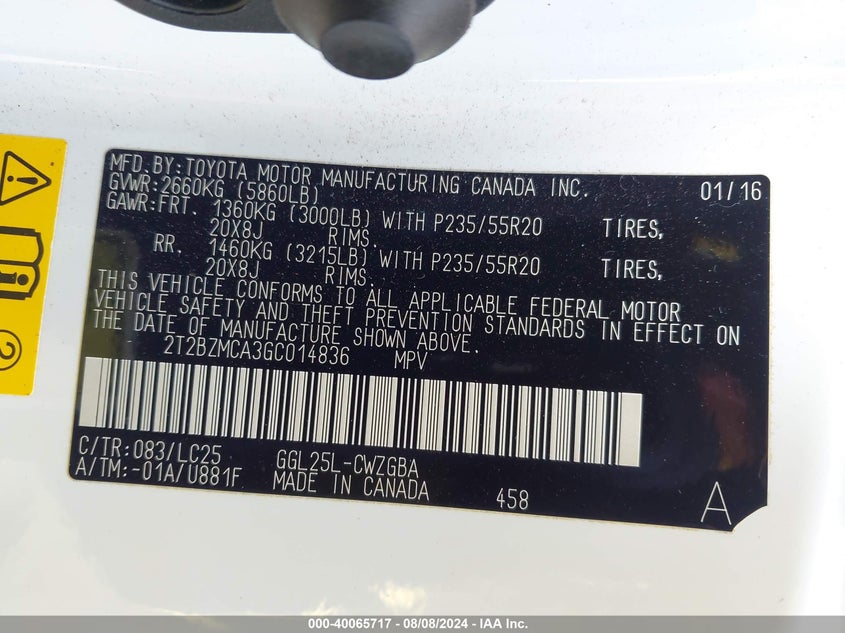 MFD. BY: TOYOTA MOTOR MANUFACTURING CANADA INC. 01/16
GVWR: 2660KG (5860LB)
GAWR: FRT. 1360KG (3000LB) WITH P235/55R20 TIRES,
20X8J RIMS.
RR. 1460KG (3215LB) WITH P235/55R20 TIRES,
20X8J RIMS.
THIS VEHICLE CONFORMS TO ALL APPLICABLE FEDERAL MOTOR
VEHICLE SAFETY AND THEFT PREVENTION STANDARDS IN EFFECT ON
THE DATE OF MANUFACTURE SHOWN ABOVE.
2T2BZMCA3GC014836 MPV
C/TR: 083/LC25 GGL25L-CWZGBA
A/TM: -01A/U881F MADE IN CANADA 458 A
2
000-40065717 - 08/08/2024 - IAA Inc.